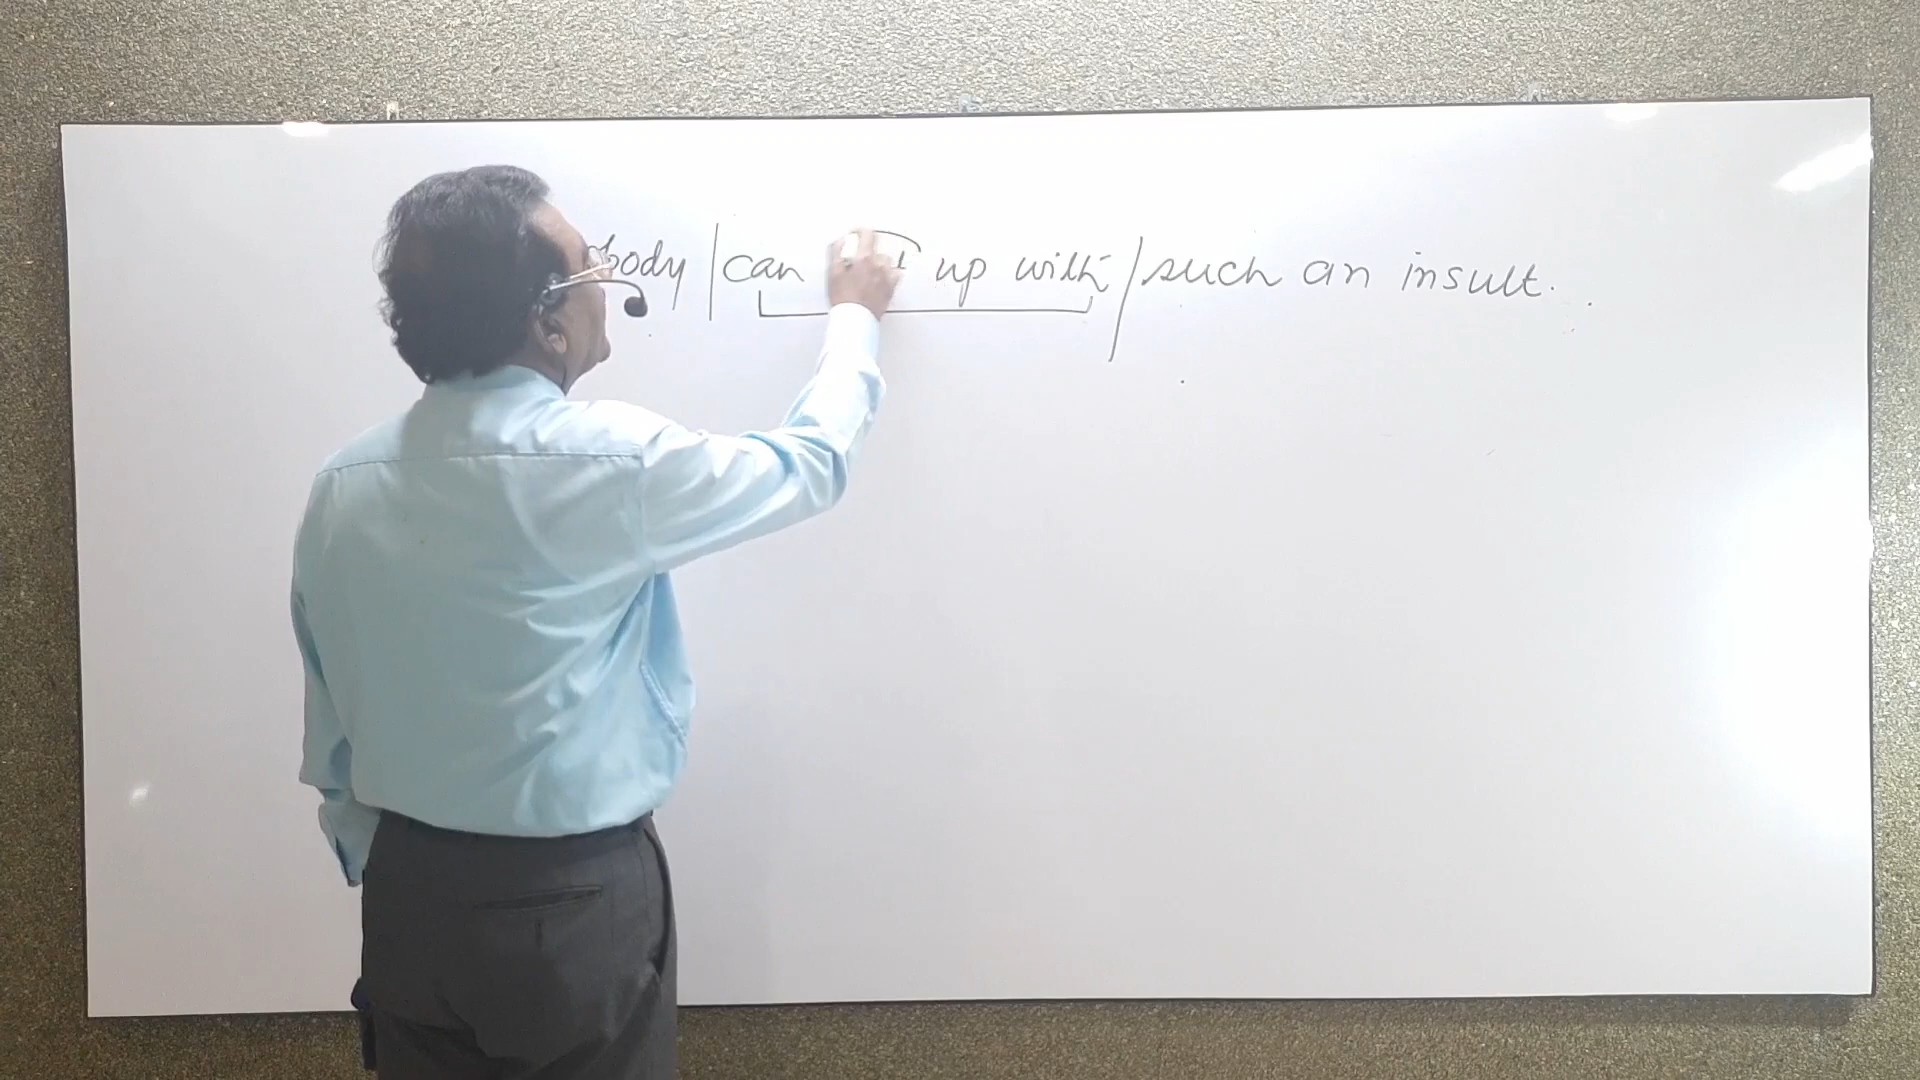 body / can up with / such an insult.